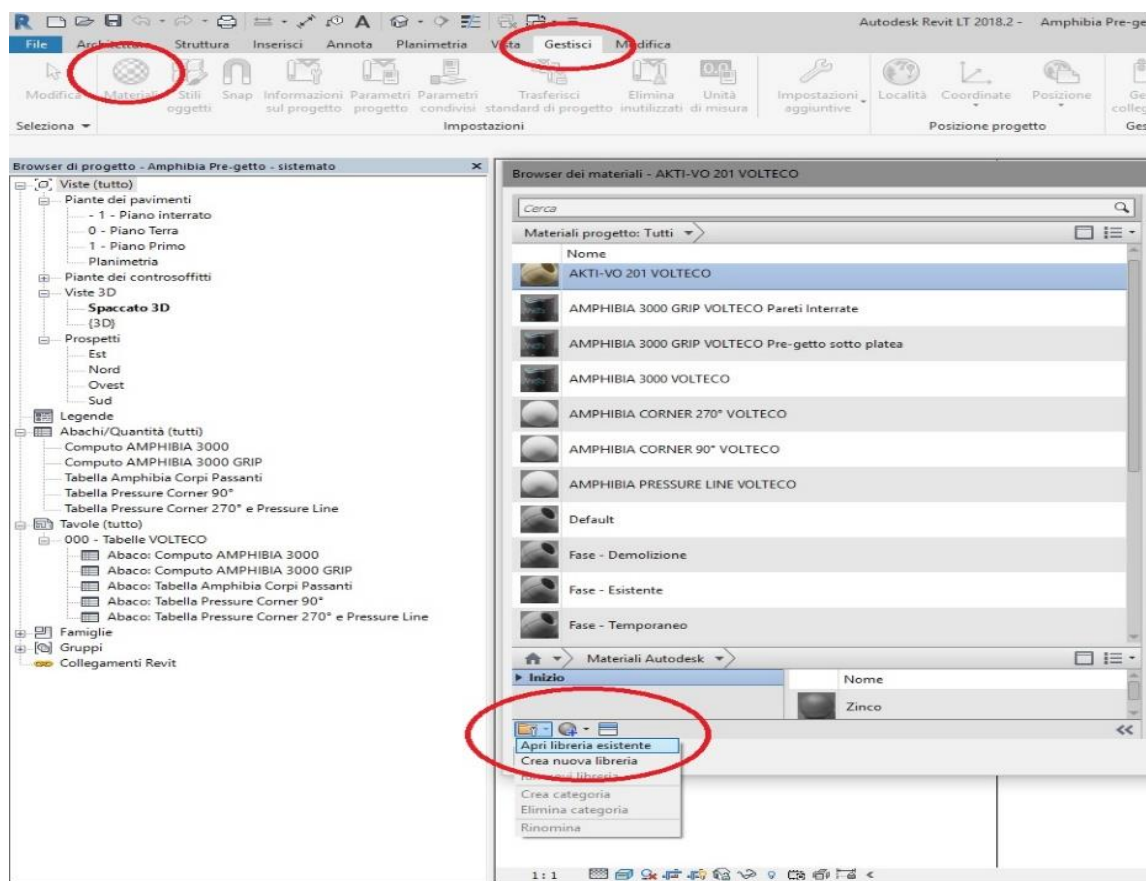 Autodesk Revit LT 2018.2 - Amphibia Pre-ge
File Architettura Struttura Inserisci Annota Planimetria Vista Gestisci Modifica
Modifica Materiali Stili oggetti Snap Informazioni sul progetto Parametri progetto Parametri condivisi Trasferisci standard di progetto Elimina inutilizzati Unità di misura Impostazioni aggiuntive Località Coordinate Posizione Ge colleg
Seleziona Impostazioni Posizione progetto Ges
Browser di progetto - Amphibia Pre-getto - sistemato
Viste (tutto)
Piante dei pavimenti
- 1 - Piano interrato
0 - Piano Terra
1 - Piano Primo
Planimetria
Piante dei controsoffitti
Viste 3D
Spaccato 3D
{3D}
Prospetti
Est
Nord
Ovest
Sud
Legende
Abachi/Quantità (tutti)
Computo AMPHIBIA 3000
Computo AMPHIBIA 3000 GRIP
Tabella Amphibia Corpi Passanti
Tabella Pressure Corner 90°
Tabella Pressure Corner 270° e Pressure Line
Tavole (tutto)
000 - Tabelle VOLTECO
Abaco: Computo AMPHIBIA 3000
Abaco: Computo AMPHIBIA 3000 GRIP
Abaco: Tabella Amphibia Corpi Passanti
Abaco: Tabella Pressure Corner 90°
Abaco: Tabella Pressure Corner 270° e Pressure Line
Famiglie
Gruppi
Collegamenti Revit
Browser dei materiali - AKTI-VO 201 VOLTECO
Cerca
Materiali progetto: Tutti
Nome
AKTI-VO 201 VOLTECO
AMPHIBIA 3000 GRIP VOLTECO Pareti Interrate
AMPHIBIA 3000 GRIP VOLTECO Pre-getto sotto platea
AMPHIBIA 3000 VOLTECO
AMPHIBIA CORNER 270° VOLTECO
AMPHIBIA CORNER 90° VOLTECO
AMPHIBIA PRESSURE LINE VOLTECO
Default
Fase - Demolizione
Fase - Esistente
Fase - Temporaneo
Materiali Autodesk
Inizio Nome
Zinco
Apri libreria esistente
Crea nuova libreria
libreria
Crea categoria
Elimina categoria
Rinomina
1 : 1